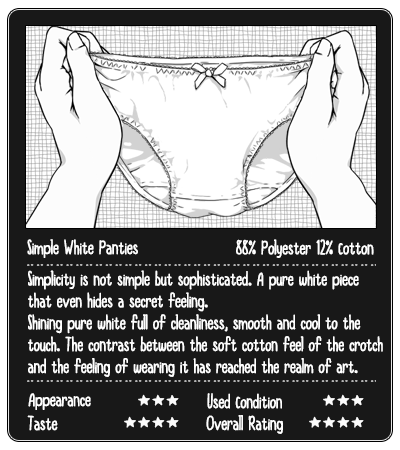 Simple White Panties 88% Polyester 12% Cotton
Simplicity is not simple but sophisticated. A pure white piece
that even hides a secret feeling.
Shining pure white full of cleanliness, smooth and cool to the
touch. The contrast between the soft cotton feel of the crotch
and the feeling of wearing it has reached the realm of art.
Appearance ★★★ Used Condition ★★★
Taste ★★★★ Overall Rating ★★★★